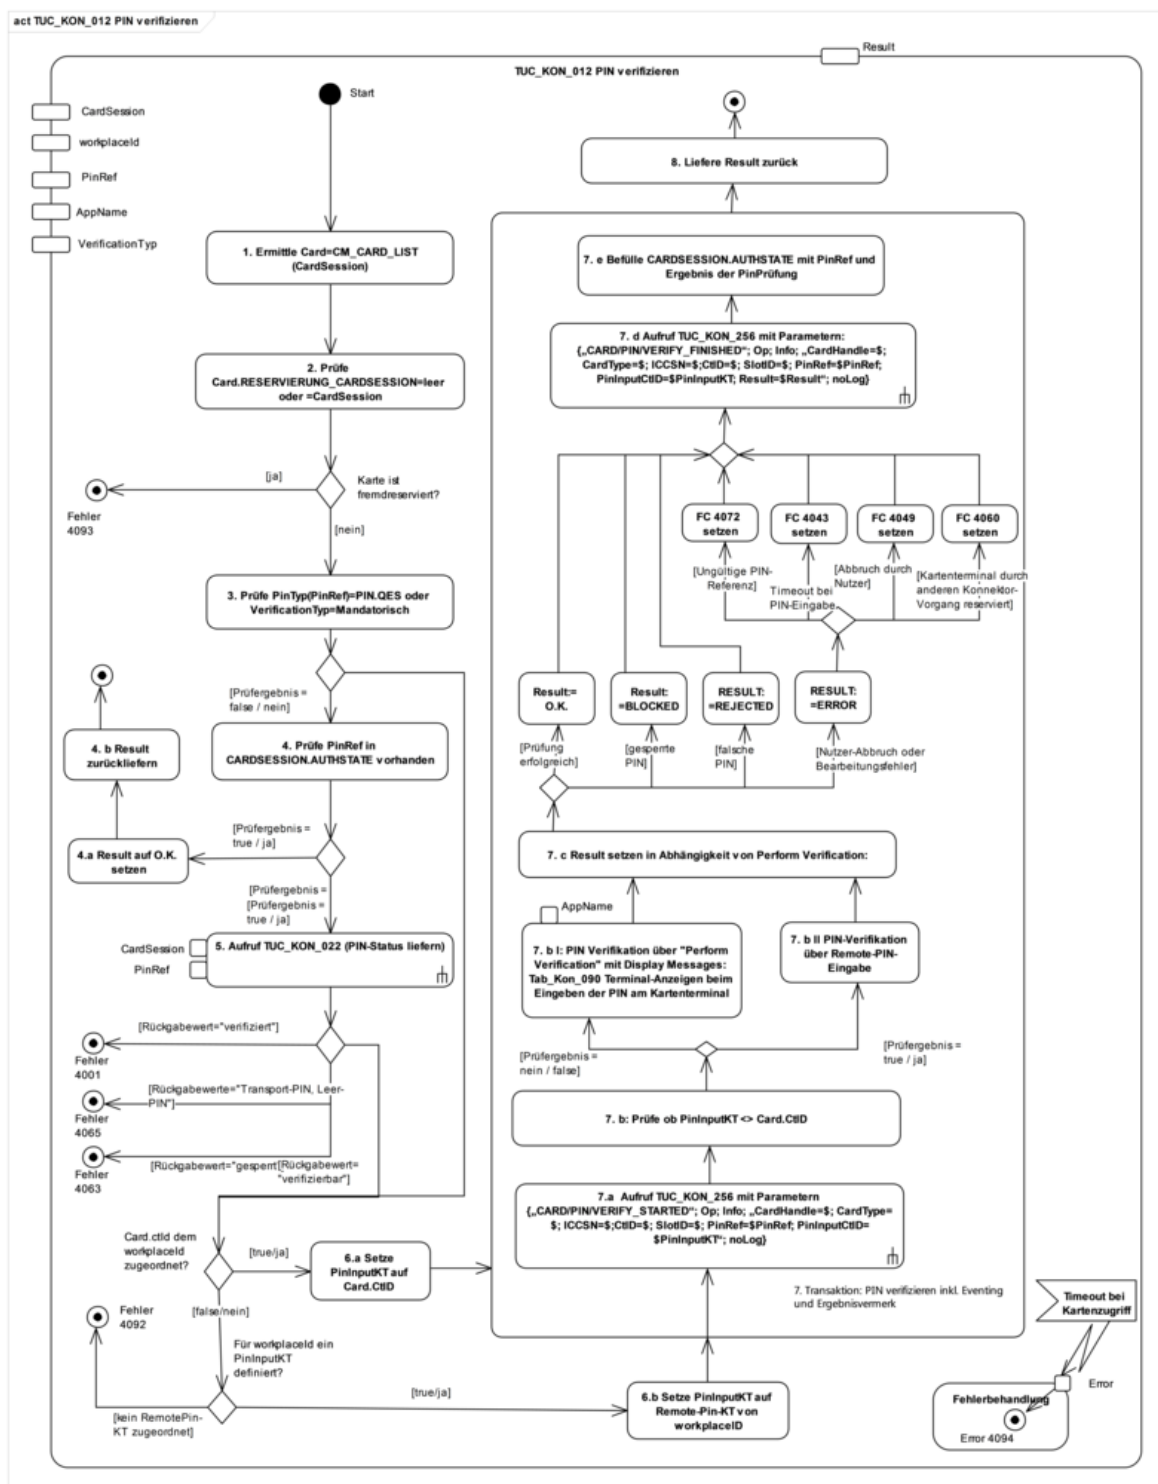 act TUC_KON_012 PIN verifizieren
Result
TUC_KON_012 PIN verifizieren
CardSession
workplaceId
PinRef
AppName
VerificationTyp
Start
1. Ermittle Card=CM_CARD_LIST
(CardSession)
2. Prüfe
Card.RESERVIERUNG_CARDSESSION=leer
oder =CardSession
[ja]
Karte ist
fremdreserviert?
Fehler
4093
[nein]
3. Prüfe PinTyp(PinRef)=PIN.QES oder
VerificationTyp=Mandatorisch
[Prüfergebnis =
false / nein]
4. Prüfe PinRef in
CARDSESSION.AUTHSTATE vorhanden
4. b Result
zurückliefern
[Prüfergebnis =
true / ja]
4.a Result auf O.K.
setzen
[Prüfergebnis =
[Prüfergebnis =
true / ja]
CardSession
PinRef
5. Aufruf TUC_KON_022 (PIN-Status liefern)
[Rückgabewert="verifiziert"]
Fehler
4001
[Rückgabewerte="Transport-PIN, Leer-
PIN"]
Fehler
4065
[Rückgabewert="gesperrt
[Rückgabewert=
"verifizierbar"]
Fehler
4063
Card.ctId dem
workplaceId
zugeordnet?
[true/ja]
6.a Setze
PinInputKT auf
Card.CtID
[false/nein]
Fehler
4092
Für workplaceId ein
PinInputKT
definiert?
[true/ja]
[kein RemotePin-
KT zugeordnet]
6.b Setze PinInputKT auf
Remote-Pin-KT von
workplaceID
8. Liefere Result zurück
7. e Befülle CARDSESSION.AUTHSTATE mit PinRef und
Ergebnis der PinPrüfung
7. d Aufruf TUC_KON_256 mit Parametern:
{„CARD/PIN/VERIFY_FINISHED“; Op; Info; „CardHandle=$;
CardType=$; ICCSN=$;CtID=$; SlotID=$; PinRef=$PinRef;
PinInputCtID=$PinInputKT; Result=$Result“; noLog}
FC 4072
setzen
FC 4043
setzen
FC 4049
setzen
FC 4060
setzen
[Ungültige PIN-
Referenz]
Timeout bei
PIN-Eingabe
[Abbruch durch
Nutzer]
[Kartenterminal durch
anderen Konnektor-
Vorgang reserviert]
Result:=
O.K.
Result:
=BLOCKED
RESULT:
=REJECTED
RESULT:
=ERROR
[Prüfung
erfolgreich]
[gesperrte
PIN]
[falsche
PIN]
[Nutzer-Abbruch oder
Bearbeitungsfehler]
7. c Result setzen in Abhängigkeit von Perform Verification:
AppName
7. b I: PIN Verifikation über "Perform
Verification" mit Display Messages:
Tab_Kon_090 Terminal-Anzeigen beim
Eingeben der PIN am Kartenterminal
7. b II PIN-Verifikation
über Remote-PIN-
Eingabe
[Prüfergebnis =
nein / false]
[Prüfergebnis =
true / ja]
7. b: Prüfe ob PinInputKT <> Card.CtID
7.a Aufruf TUC_KON_256 mit Parametern
{„CARD/PIN/VERIFY_STARTED“; Op; Info; „CardHandle=$; CardType=
$; ICCSN=$;CtID=$; SlotID=$; PinRef=$PinRef; PinInputCtID=
$PinInputKT“; noLog}
7. Transaktion: PIN verifizieren inkl. Eventing
und Ergebnisvermerk
Timeout bei
Kartenzugriff
Error
Fehlerbehandlung
Error 4094